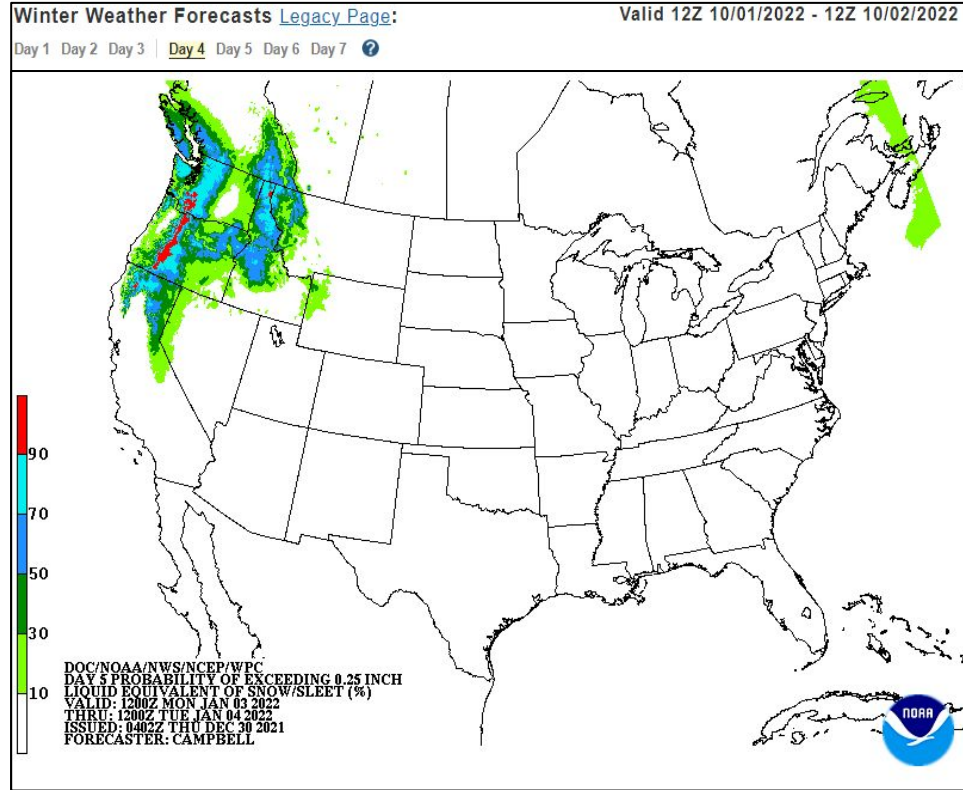 Winter Weather Forecasts Legacy Page:
Valid 12Z 10/01/2022 - 12Z 10/02/2022
Day 1 Day 2 Day 3 Day 4 Day 5 Day 6 Day 7 ?
90
70
50
30
10
DOC/NOAA/NWS/NCEP/WPC
DAY 5 PROBABILITY OF EXCEEDING 0.25 INCH
LIQUID EQUIVALENT OF SNOW/SLEET (%)
VALID: 1200Z MON JAN 03 2022
THRU: 1200Z TUE JAN 04 2022
ISSUED: 0402Z THU DEC 30 2021
FORECASTER: CAMPBELL
NOAA